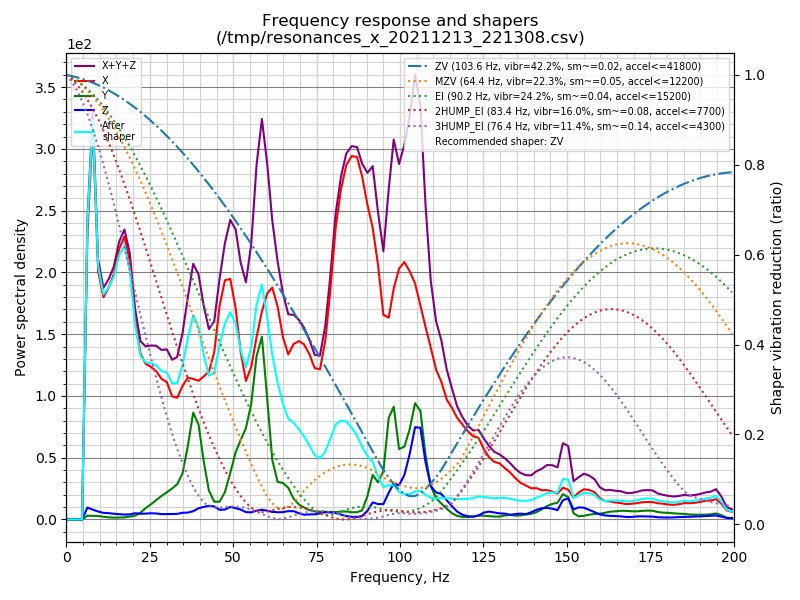 Frequency response and shapers
(/tmp/resonances_x_20211213_221308.csv)
1e2
X+Y+Z
X
Y
Z
After
shaper
ZV (103.6 Hz, vibr=42.2%, sm~=0.02, accel<=41800)
MZV (64.4 Hz, vibr=22.3%, sm~=0.05, accel<=12200)
EI (90.2 Hz, vibr=24.2%, sm~=0.04, accel<=15200)
2HUMP_EI (83.4 Hz, vibr=16.0%, sm~=0.08, accel<=7700)
3HUMP_EI (76.4 Hz, vibr=11.4%, sm~=0.14, accel<=4300)
Recommended shaper: ZV
3.5
3.0
2.5
2.0
1.5
1.0
0.5
0.0
Power spectral density
1.0
0.8
0.6
0.4
0.2
0.0
Shaper vibration reduction (ratio)
0
25
50
75
100
125
150
175
200
Frequency, Hz